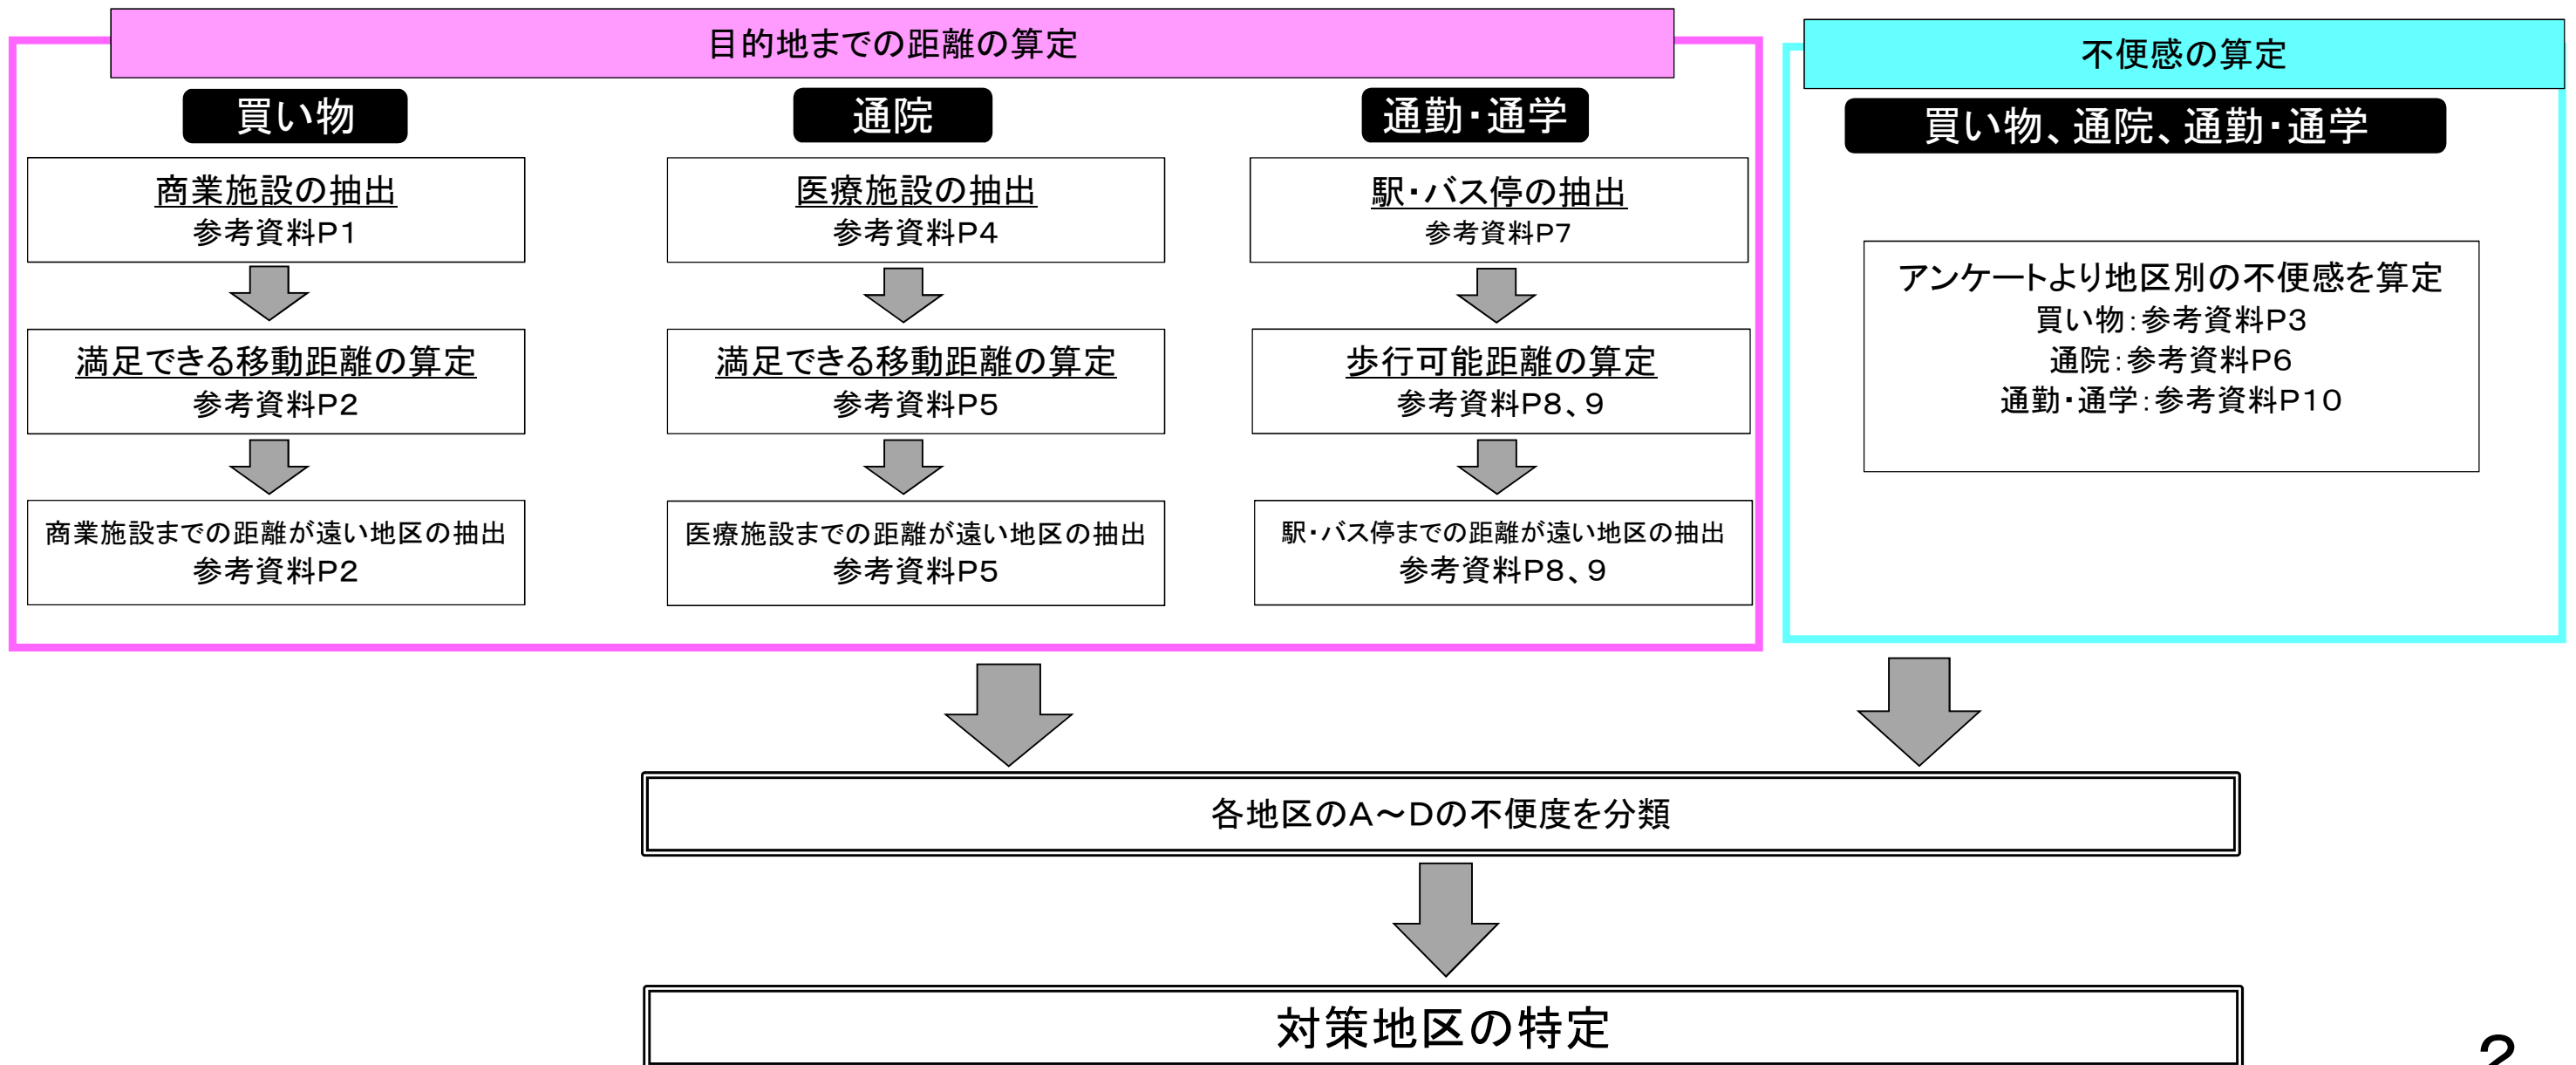 目的地までの距離の算定
買い物
商業施設の抽出
参考資料P1
満足できる移動距離の算定
参考資料P2
商業施設までの距離が遠い地区の抽出
参考資料P2
通院
医療施設の抽出
参考資料P4
満足できる移動距離の算定
参考資料P5
医療施設までの距離が遠い地区の抽出
参考資料P5
通勤・通学
駅・バス停の抽出
参考資料P7
歩行可能距離の算定
参考資料P8、9
駅・バス停までの距離が遠い地区の抽出
参考資料P8、9
不便感の算定
買い物、通院、通勤・通学
アンケートより地区別の不便感を算定
買い物：参考資料P3
通院：参考資料P6
通勤・通学：参考資料P10
各地区のA～Dの不便度を分類
対策地区の特定
2